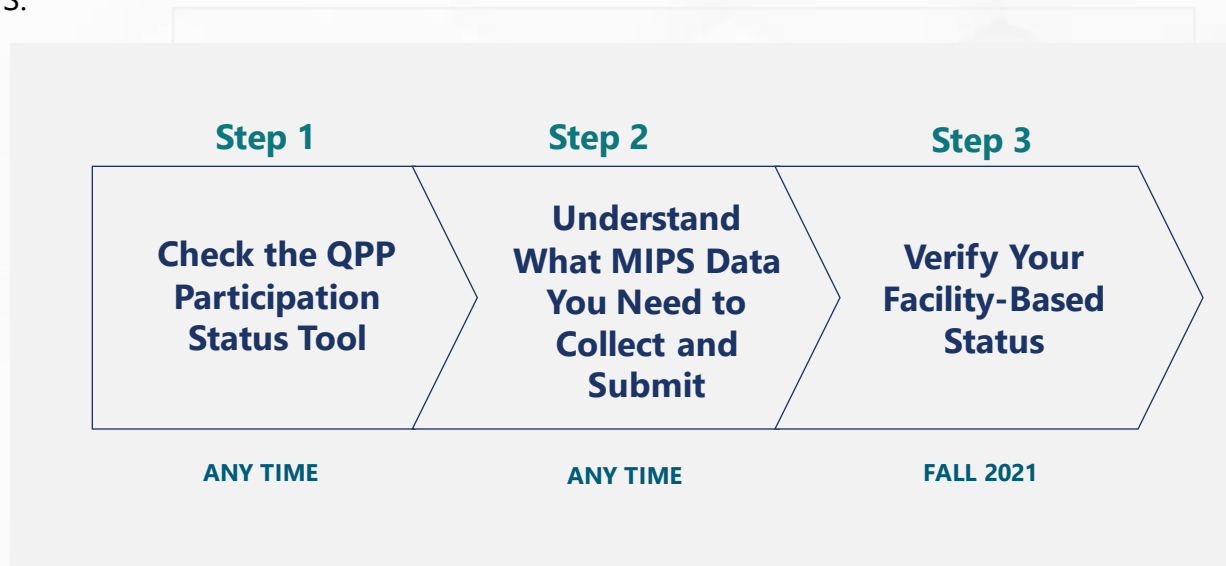 S.
Step 1
Step 2
Step 3
Check the QPP
Participation
Status Tool
Understand
What MIPS Data
You Need to
Collect and
Submit
Verify Your
Facility-Based
Status
ANY TIME
ANY TIME
FALL 2021